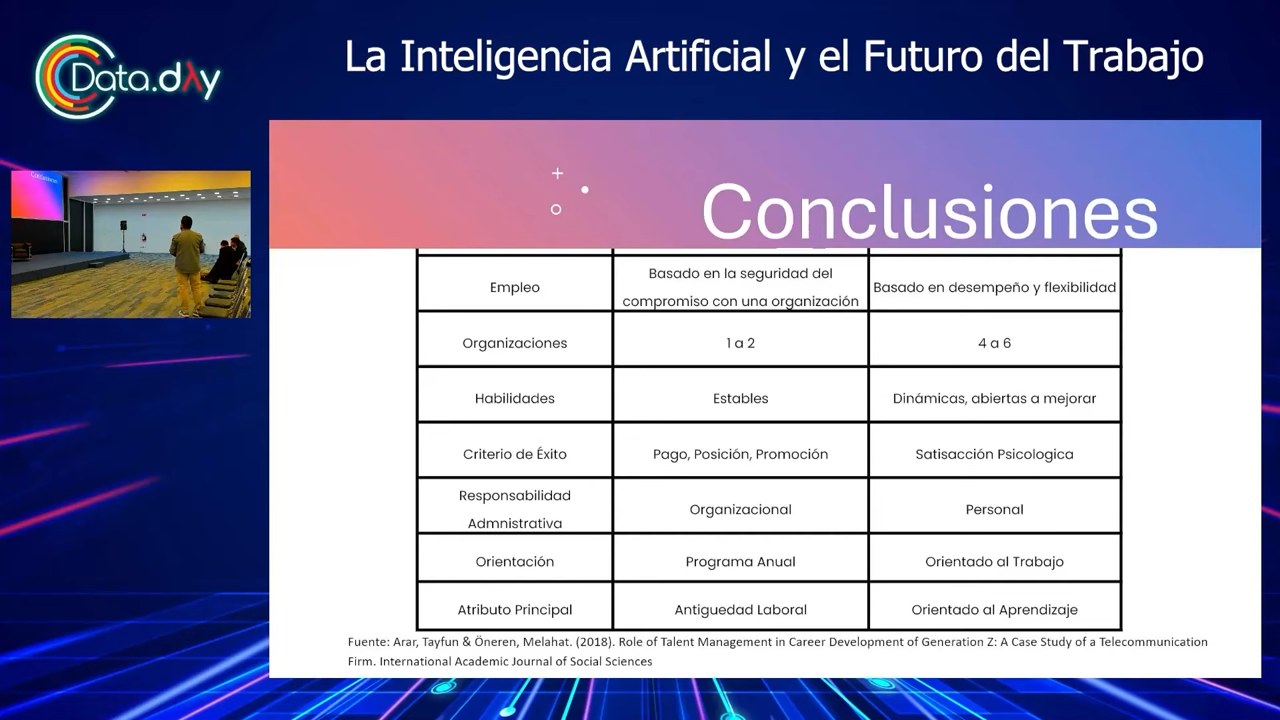 Data.dλy
La Inteligencia Artificial y el Futuro del Trabajo
Conclusiones
Conclusiones
Empleo
Basado en la seguridad del
compromiso con una organización
Basado en desempeño y flexibilidad
Organizaciones
1 a 2
4 a 6
Habilidades
Estables
Dinámicas, abiertas a mejorar
Criterio de Éxito
Pago, Posición, Promoción
Satisacción Psicologica
Responsabilidad
Admnistrativa
Organizacional
Personal
Orientación
Programa Anual
Orientado al Trabajo
Atributo Principal
Antiguedad Laboral
Orientado al Aprendizaje
Fuente: Arar, Tayfun & Öneren, Melahat. (2018). Role of Talent Management in Career Development of Generation Z: A Case Study of a Telecommunication
Firm. International Academic Journal of Social Sciences